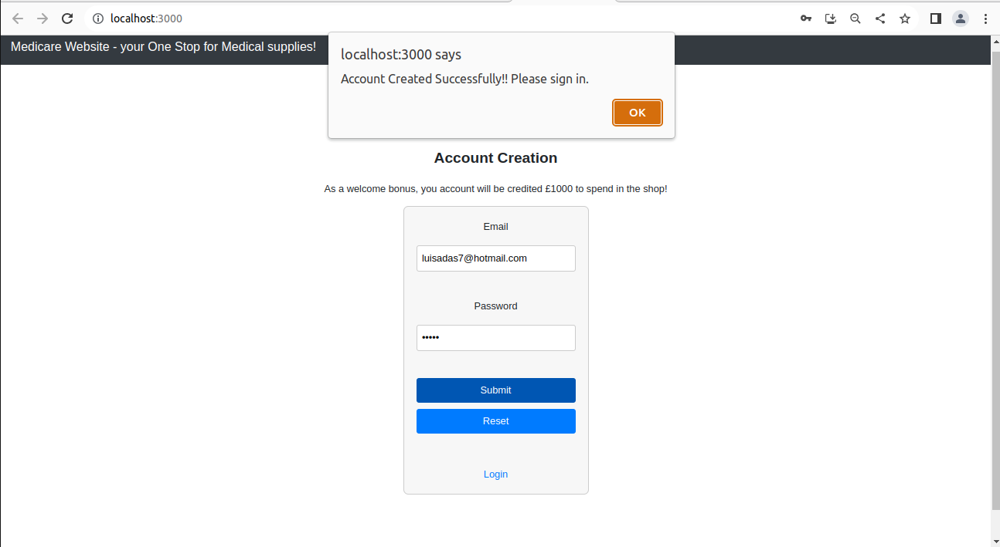 localhost:3000
Medicare Website - your One Stop for Medical supplies!
localhost:3000 says
Account Created Successfully!! Please sign in.
OK
Account Creation
As a welcome bonus, you account will be credited £1000 to spend in the shop!
Email
luisadas7@hotmail.com
Password
•••••
Submit
Reset
Login